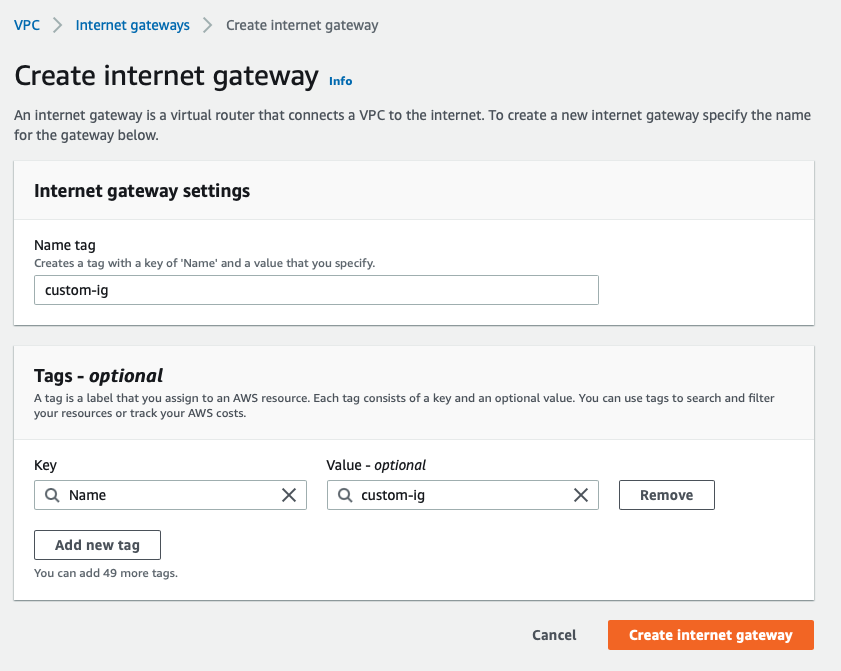 VPC > Internet gateways > Create internet gateway
Create internet gateway Info
An internet gateway is a virtual router that connects a VPC to the internet. To create a new internet gateway specify the name
for the gateway below.
Internet gateway settings
Name tag
Creates a tag with a key of 'Name' and a value that you specify.
custom-ig
Tags - optional
A tag is a label that you assign to an AWS resource. Each tag consists of a key and an optional value. You can use tags to search and filter
your resources or track your AWS costs.
Key Value - optional
Name custom-ig Remove
Add new tag
You can add 49 more tags.
Cancel Create internet gateway